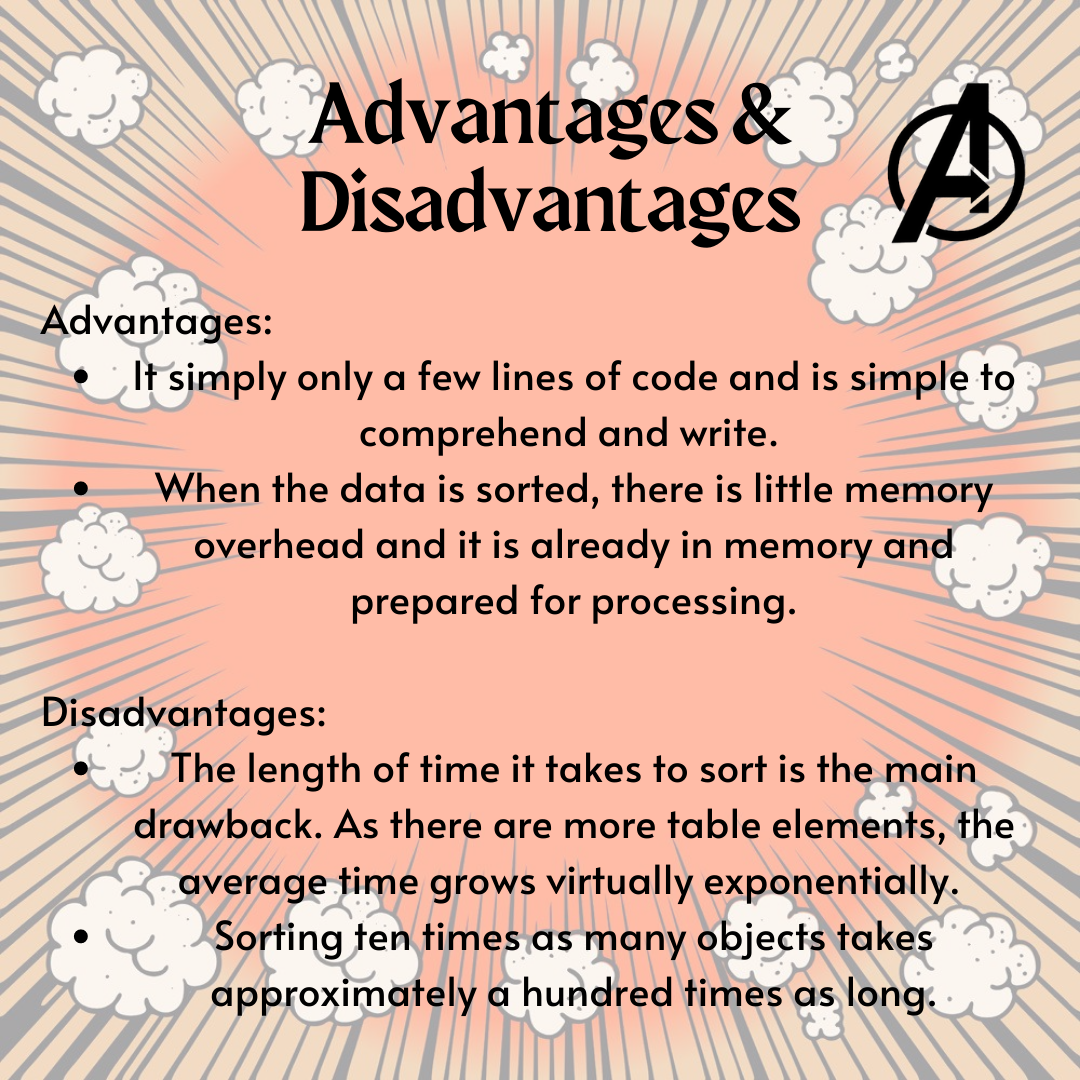 Advantages &
Disadvantages
Advantages:
• It simply only a few lines of code and is simple to
comprehend and write.
• When the data is sorted, there is little memory
overhead and it is already in memory and
prepared for processing.
Disadvantages:
• The length of time it takes to sort is the main
drawback. As there are more table elements, the
average time grows virtually exponentially.
• Sorting ten times as many objects takes
approximately a hundred times as long.